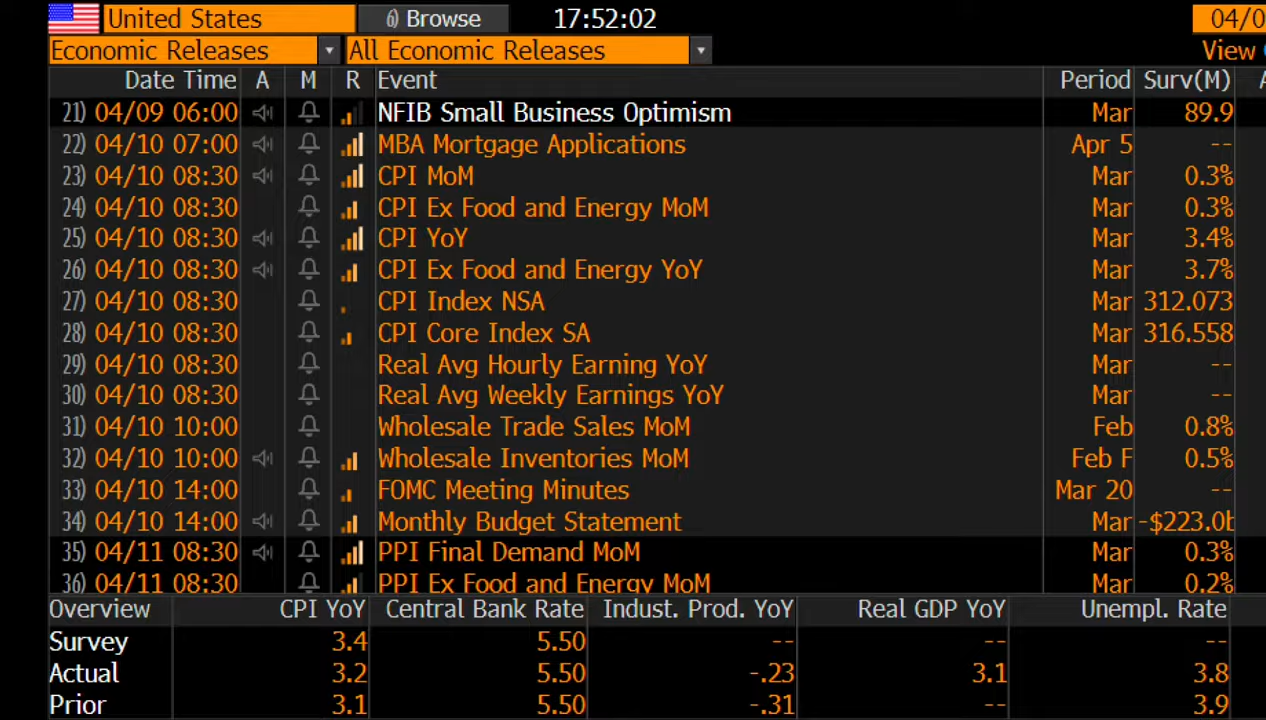 United States 6) Browse 17:52:02 04/0
Economic Releases All Economic Releases View
Date Time A M R Event Period Surv(M) A
21) 04/09 06:00 NFIB Small Business Optimism Mar 89.9
22) 04/10 07:00 MBA Mortgage Applications Apr 5 --
23) 04/10 08:30 CPI MoM Mar 0.3%
24) 04/10 08:30 CPI Ex Food and Energy MoM Mar 0.3%
25) 04/10 08:30 CPI YoY Mar 3.4%
26) 04/10 08:30 CPI Ex Food and Energy YoY Mar 3.7%
27) 04/10 08:30 CPI Index NSA Mar 312.073
28) 04/10 08:30 CPI Core Index SA Mar 316.558
29) 04/10 08:30 Real Avg Hourly Earning YoY Mar --
30) 04/10 08:30 Real Avg Weekly Earnings YoY Mar --
31) 04/10 10:00 Wholesale Trade Sales MoM Feb 0.8%
32) 04/10 10:00 Wholesale Inventories MoM Feb F 0.5%
33) 04/10 14:00 FOMC Meeting Minutes Mar 20 --
34) 04/10 14:00 Monthly Budget Statement Mar -$223.0b
35) 04/11 08:30 PPI Final Demand MoM Mar 0.3%
36) 04/11 08:30 PPI Ex Food and Energy MoM Mar 0.2%
Overview CPI YoY Central Bank Rate Indust. Prod. YoY Real GDP YoY Unempl. Rate
Survey 3.4 5.50 -- -- --
Actual 3.2 5.50 -.23 3.1 3.8
Prior 3.1 5.50 -.31 -- 3.9